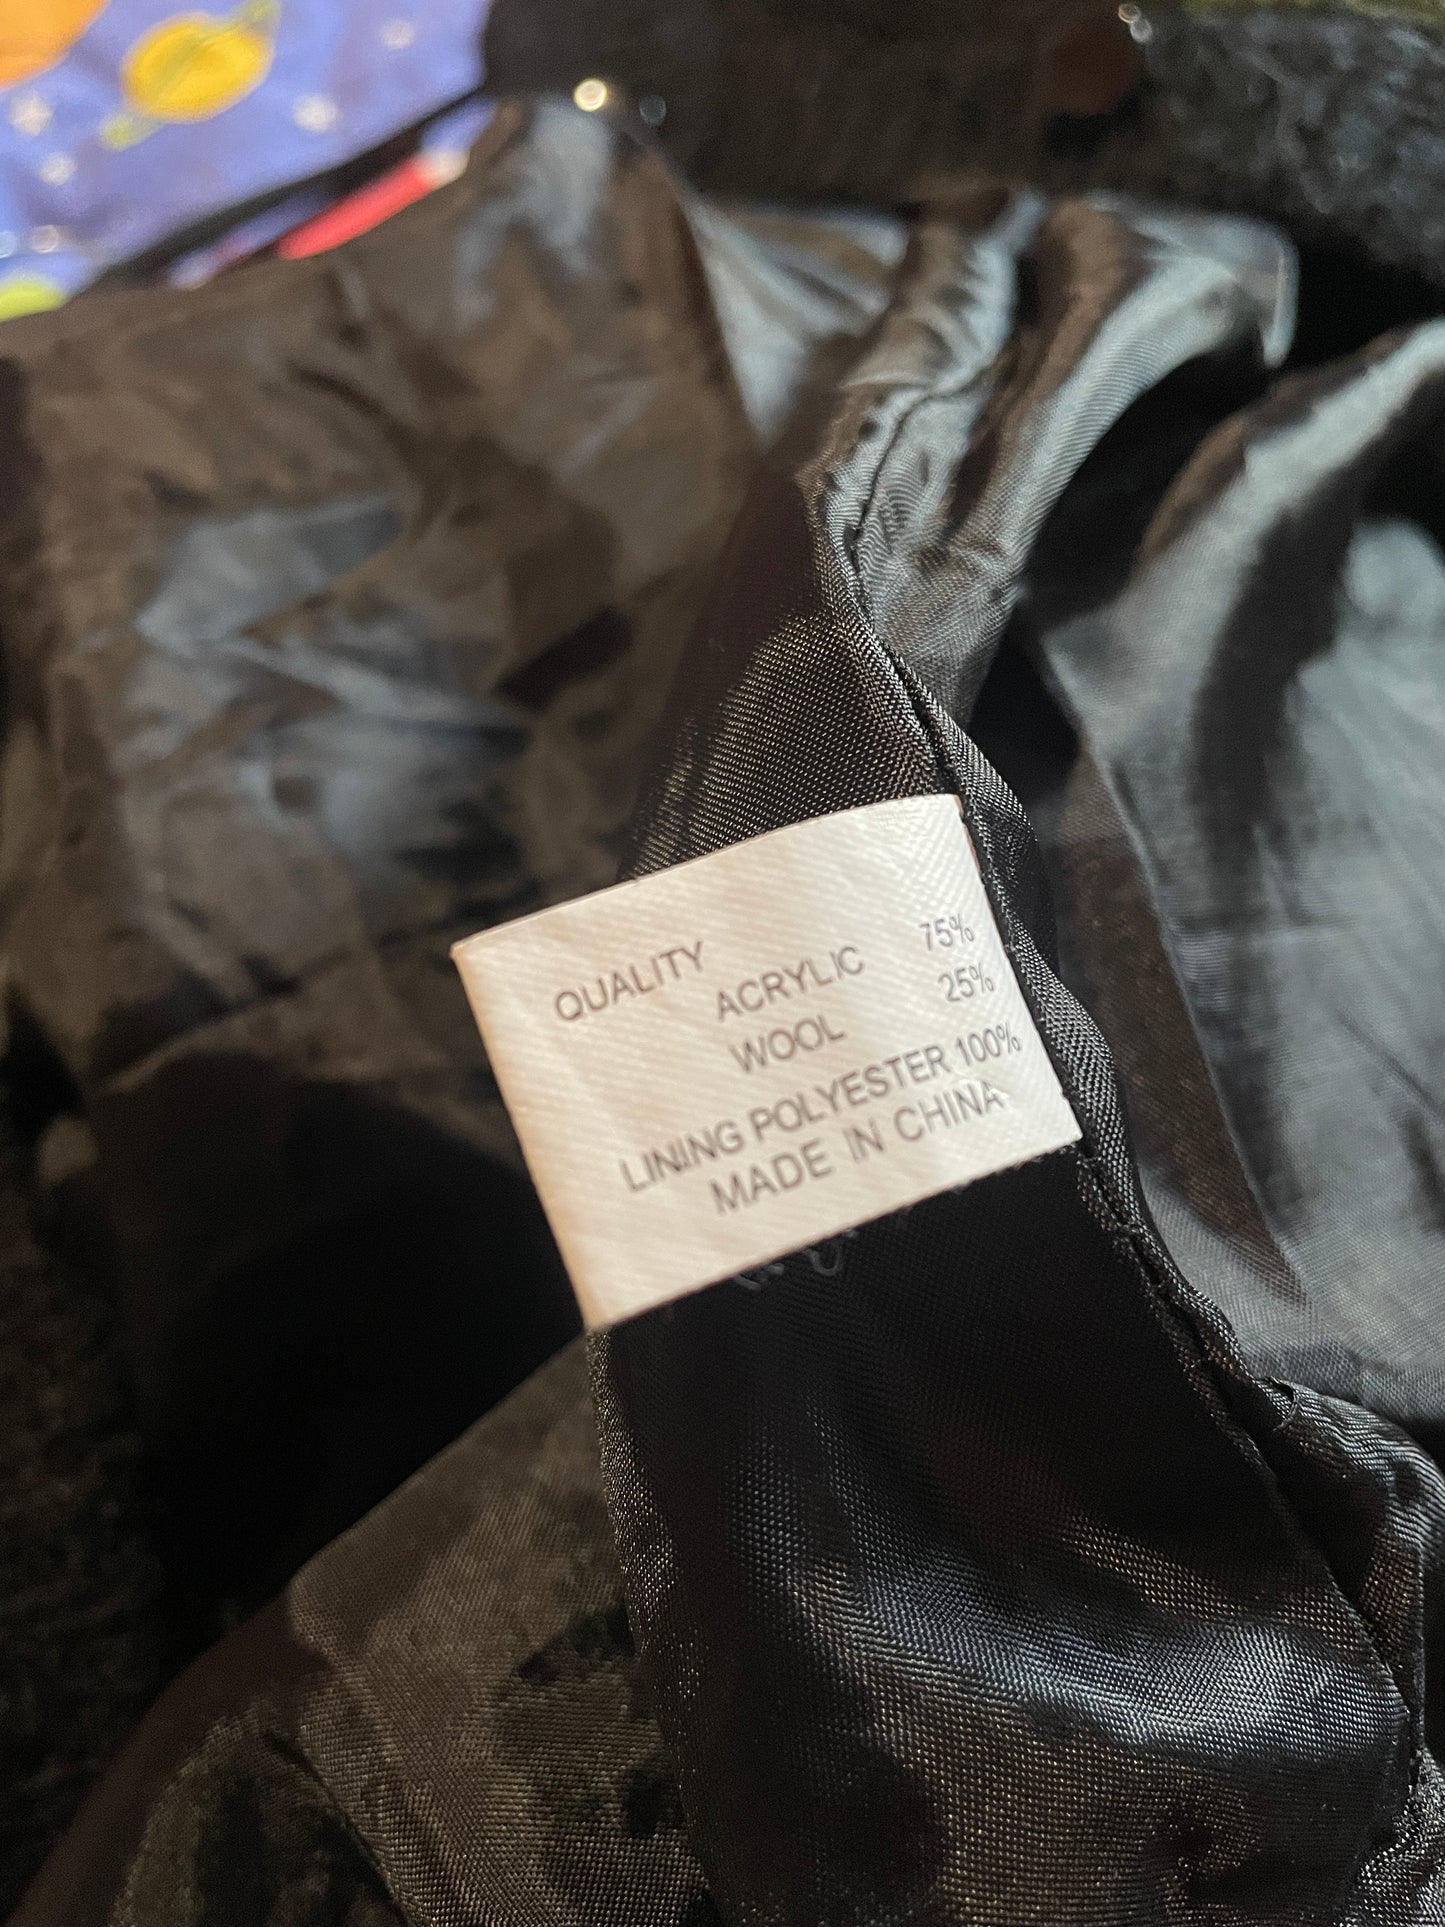 QUALITY
ACRYLIC 75%
WOOL 25%
LINING POLYESTER 100%
MADE IN CHINA